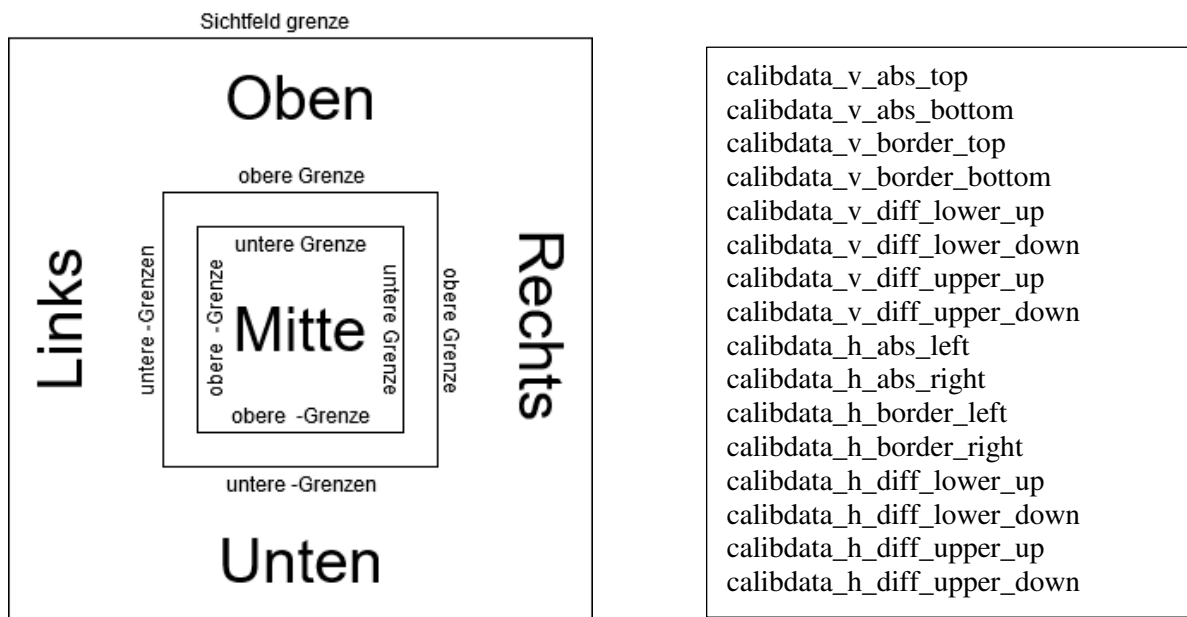 Sichtfeld grenze
Oben
obere Grenze
untere Grenze
Links
untere -Grenzen
obere -Grenze
Mitte
untere Grenze
obere Grenze
Rechts
obere -Grenze
untere -Grenzen
Unten
calibdata_v_abs_top
calibdata_v_abs_bottom
calibdata_v_border_top
calibdata_v_border_bottom
calibdata_v_diff_lower_up
calibdata_v_diff_lower_down
calibdata_v_diff_upper_up
calibdata_v_diff_upper_down
calibdata_h_abs_left
calibdata_h_abs_right
calibdata_h_border_left
calibdata_h_border_right
calibdata_h_diff_lower_up
calibdata_h_diff_lower_down
calibdata_h_diff_upper_up
calibdata_h_diff_upper_down